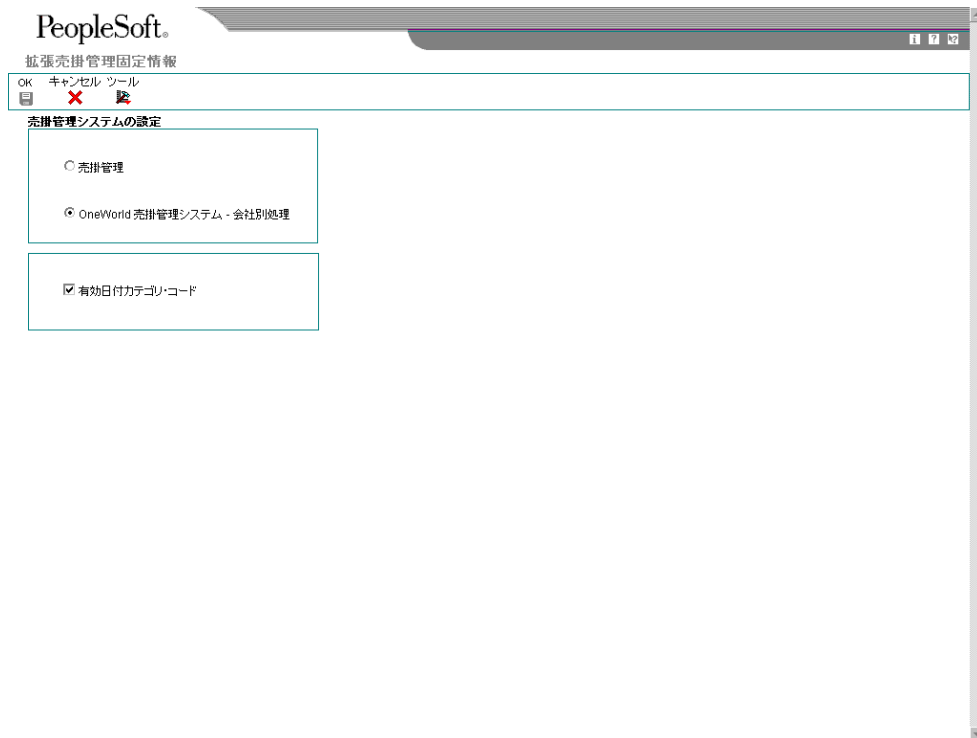 PeopleSoft®
拡張売掛管理固定情報
OK キャンセル ツール
売掛管理システムの設定
売掛管理
OneWorld 売掛管理システム - 会社別処理
有効日付カテゴリ・コード